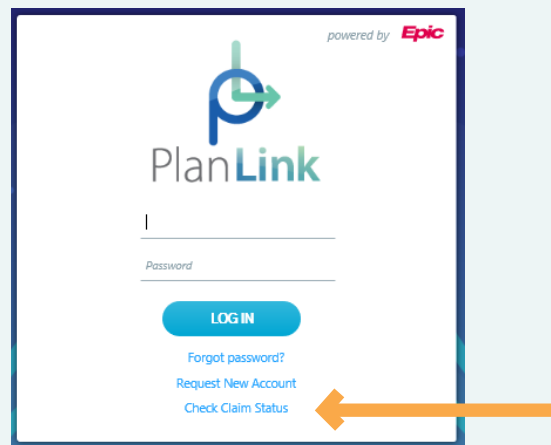 powered by Epic
PlanLink
Password
LOG IN
Forgot password?
Request New Account
Check Claim Status